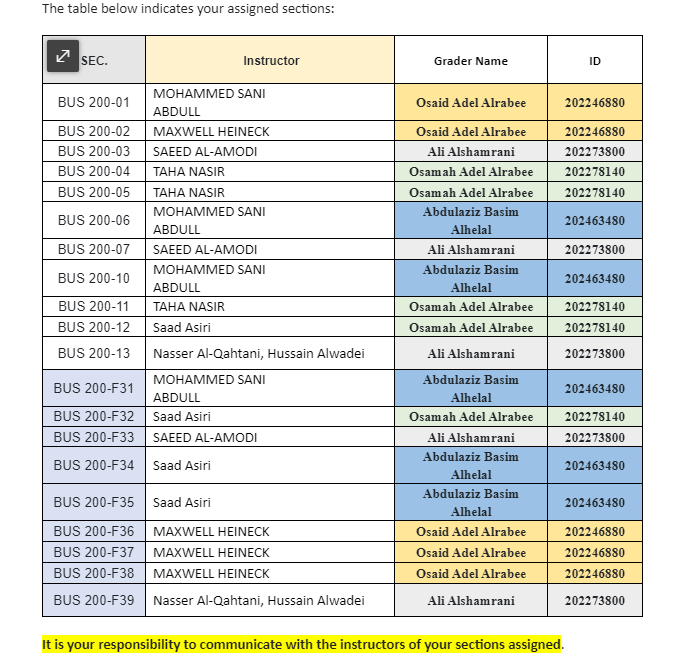 The table below indicates your assigned sections:
SEC. Instructor Grader Name ID
BUS 200-01 MOHAMMED SANI ABDULL Osaid Adel Alrabee 202246880
BUS 200-02 MAXWELL HEINECK Osaid Adel Alrabee 202246880
BUS 200-03 SAEED AL-AMODI Ali Alshamrani 202273800
BUS 200-04 TAHA NASIR Osamah Adel Alrabee 202278140
BUS 200-05 TAHA NASIR Osamah Adel Alrabee 202278140
BUS 200-06 MOHAMMED SANI ABDULL Abdulaziz Basim Alhelal 202463480
BUS 200-07 SAEED AL-AMODI Ali Alshamrani 202273800
BUS 200-10 MOHAMMED SANI ABDULL Abdulaziz Basim Alhelal 202463480
BUS 200-11 TAHA NASIR Osamah Adel Alrabee 202278140
BUS 200-12 Saad Asiri Osamah Adel Alrabee 202278140
BUS 200-13 Nasser Al-Qahtani, Hussain Alwadei Ali Alshamrani 202273800
BUS 200-F31 MOHAMMED SANI ABDULL Abdulaziz Basim Alhelal 202463480
BUS 200-F32 Saad Asiri Osamah Adel Alrabee 202278140
BUS 200-F33 SAEED AL-AMODI Ali Alshamrani 202273800
BUS 200-F34 Saad Asiri Abdulaziz Basim Alhelal 202463480
BUS 200-F35 Saad Asiri Abdulaziz Basim Alhelal 202463480
BUS 200-F36 MAXWELL HEINECK Osaid Adel Alrabee 202246880
BUS 200-F37 MAXWELL HEINECK Osaid Adel Alrabee 202246880
BUS 200-F38 MAXWELL HEINECK Osaid Adel Alrabee 202246880
BUS 200-F39 Nasser Al-Qahtani, Hussain Alwadei Ali Alshamrani 202273800
It is your responsibility to communicate with the instructors of your sections assigned.